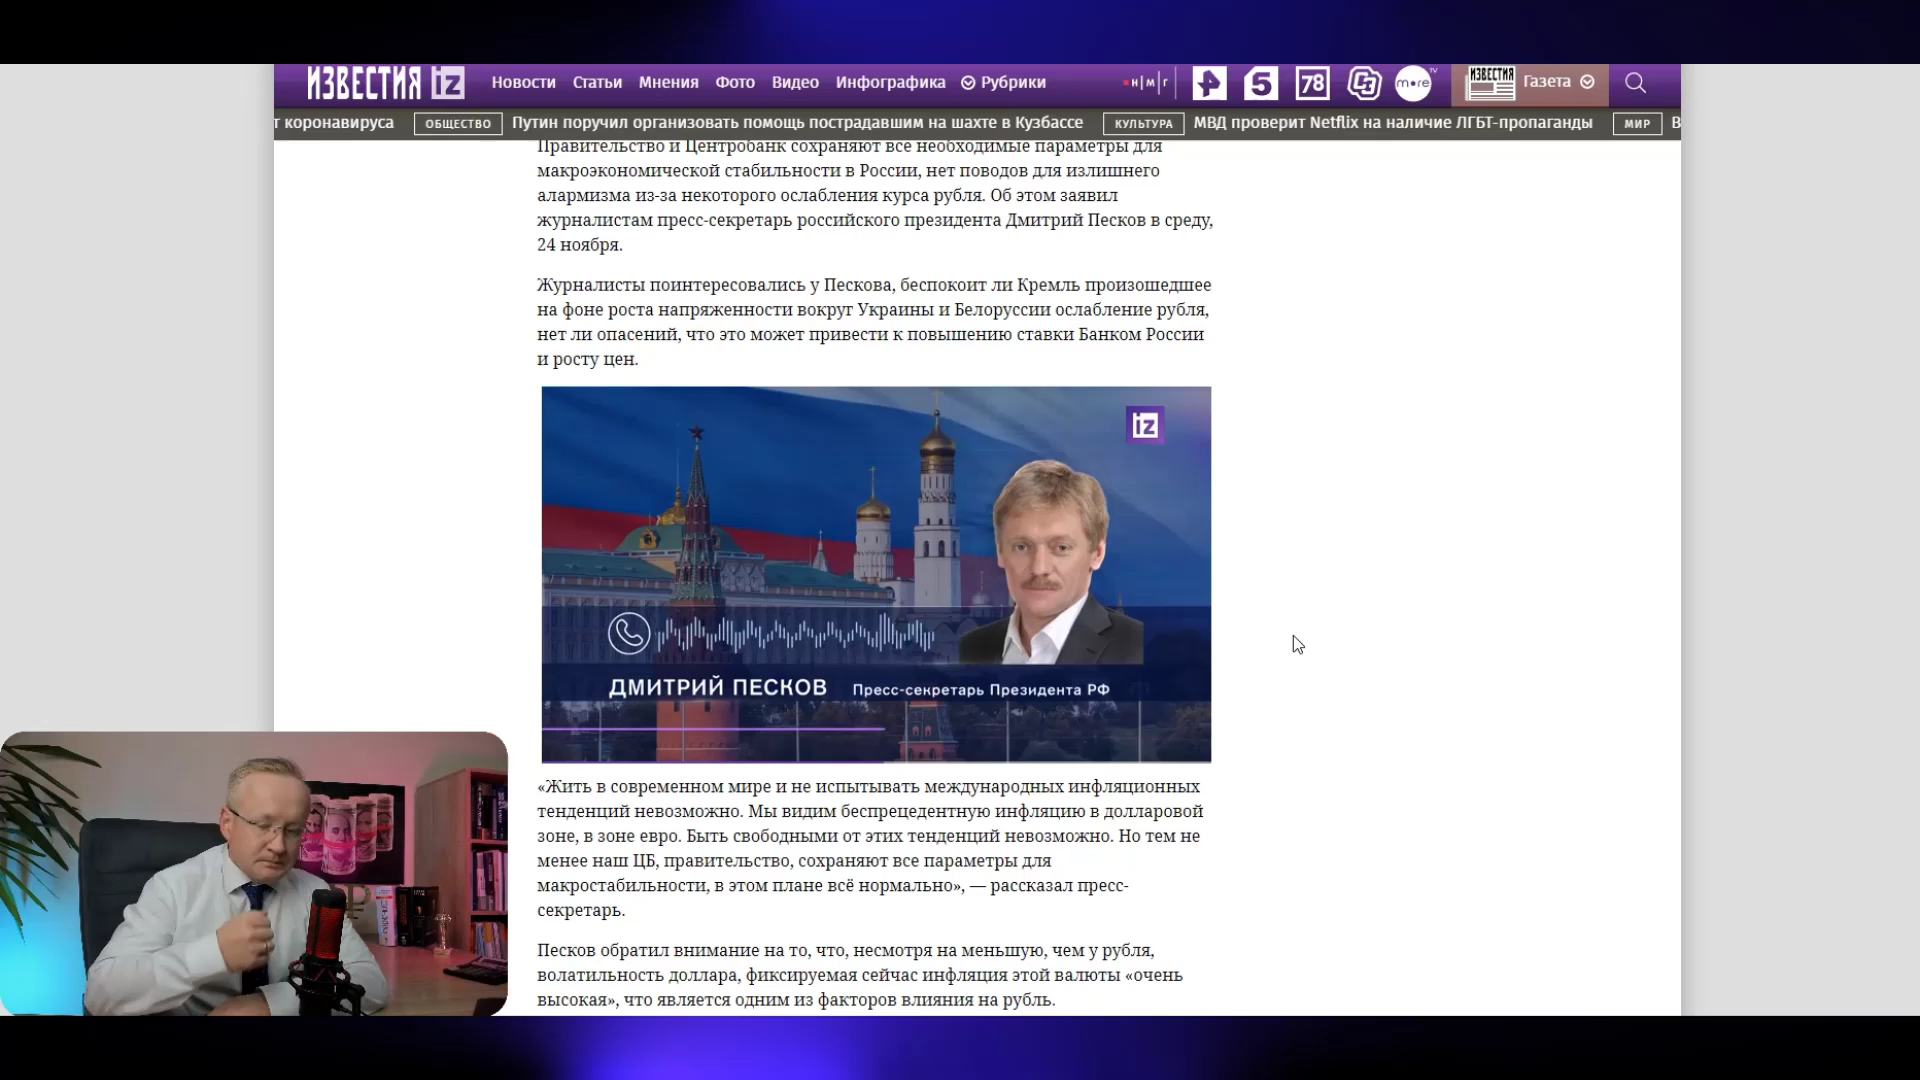 ИЗВЕСТИЯ iz Новости Статьи Мнения Фото Видео Инфографика Рубрики н|м|г 5 78 more TV ИЗВЕСТИЯ Газета
т коронавируса ОБЩЕСТВО Путин поручил организовать помощь пострадавшим на шахте в Кузбассе КУЛЬТУРА МВД проверит Netflix на наличие ЛГБТ-пропаганды МИР В
Правительство и Центробанк сохраняют все необходимые параметры для
макроэкономической стабильности в России, нет поводов для излишнего
алармизма из-за некоторого ослабления курса рубля. Об этом заявил
журналистам пресс-секретарь российского президента Дмитрий Песков в среду,
24 ноября.
Журналисты поинтересовались у Пескова, беспокоит ли Кремль произошедшее
на фоне роста напряженности вокруг Украины и Белоруссии ослабление рубля,
нет ли опасений, что это может привести к повышению ставки Банком России
и росту цен.
iz
ДМИТРИЙ ПЕСКОВ Пресс-секретарь Президента РФ
«Жить в современном мире и не испытывать международных инфляционных
тенденций невозможно. Мы видим беспрецедентную инфляцию в долларовой
зоне, в зоне евро. Быть свободными от этих тенденций невозможно. Но тем не
менее наш ЦБ, правительство, сохраняют все параметры для
макростабильности, в этом плане всё нормально», — рассказал пресс-
секретарь.
Песков обратил внимание на то, что, несмотря на меньшую, чем у рубля,
волатильность доллара, фиксируемая сейчас инфляция этой валюты «очень
высокая», что является одним из факторов влияния на рубль.